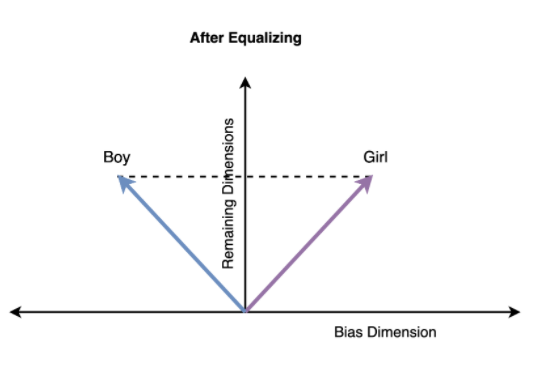 After Equalizing
Boy
Girl
Remaining Dimensions
Bias Dimension